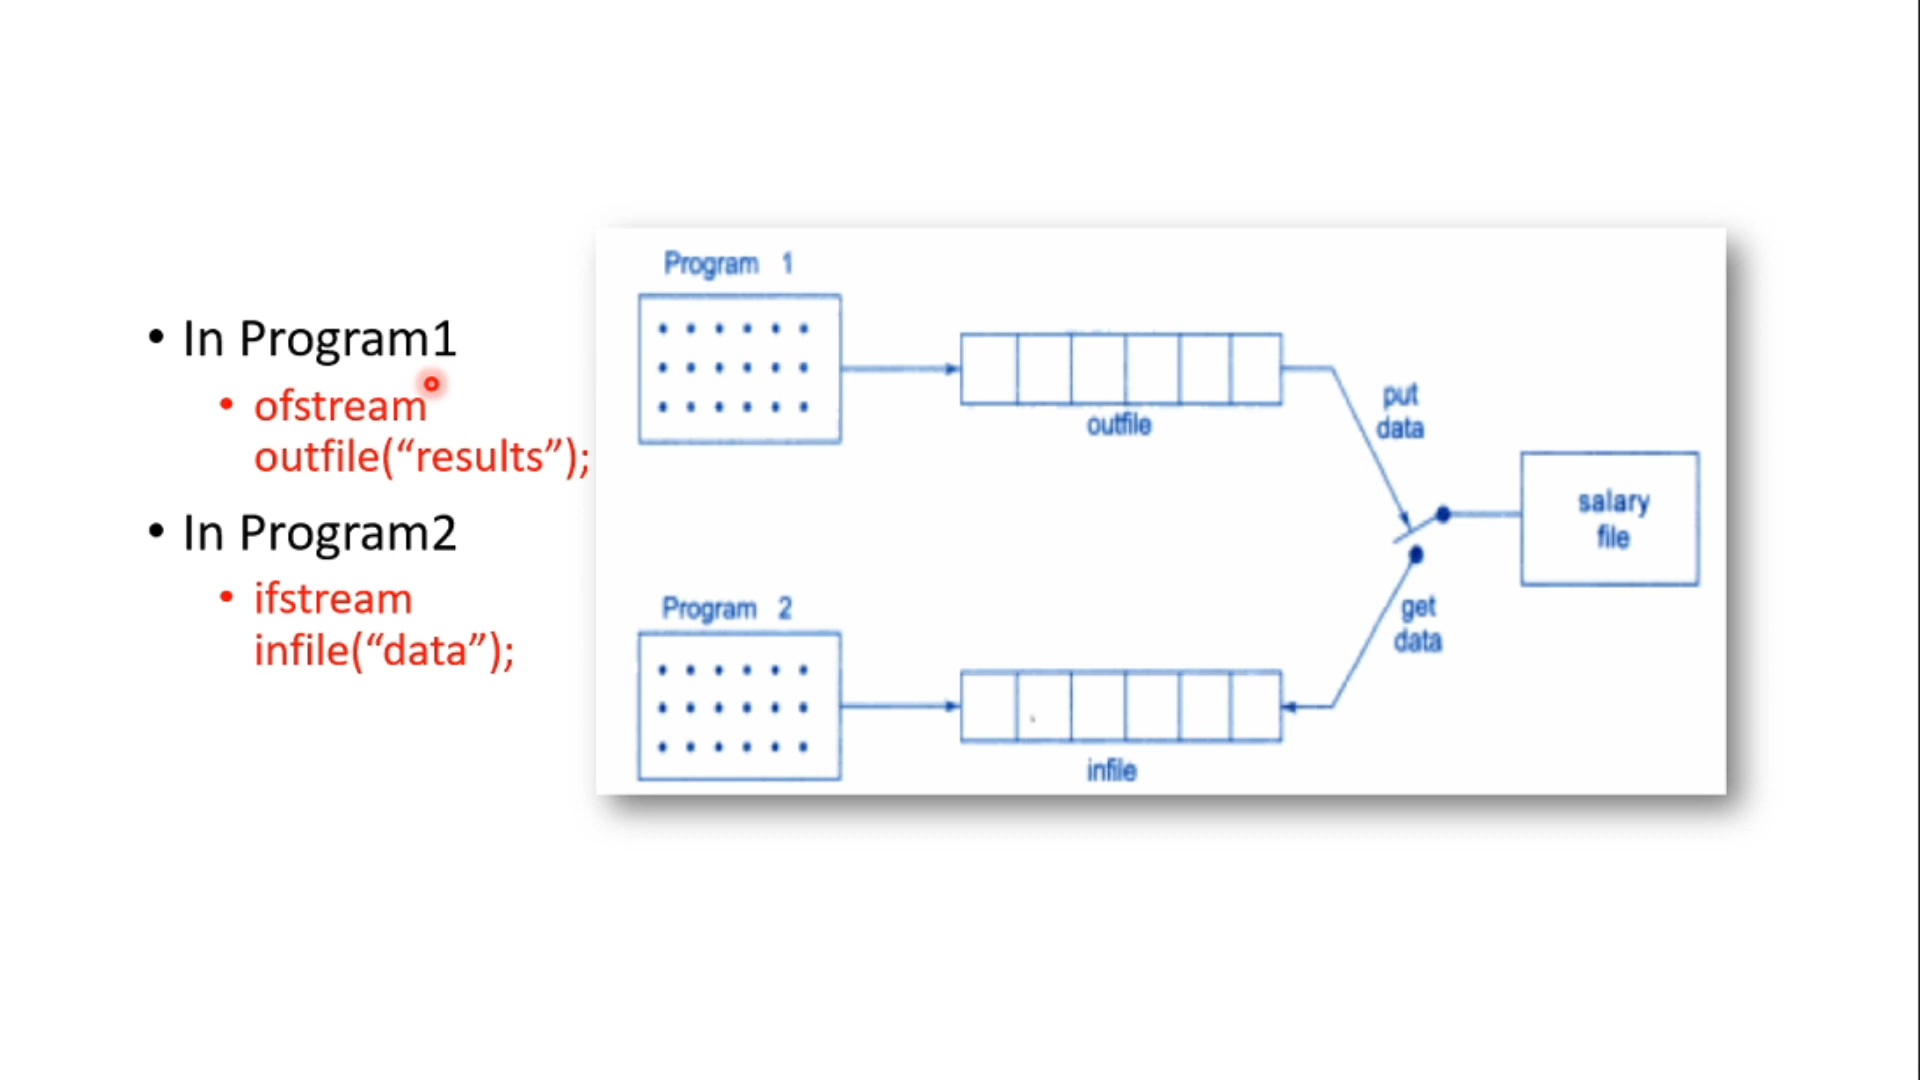 • In Program1
• ofstream
outfile(“results”);
• In Program2
• ifstream
infile(“data”);
Program 1
outfile
put
data
salary
file
Program 2
get
data
infile